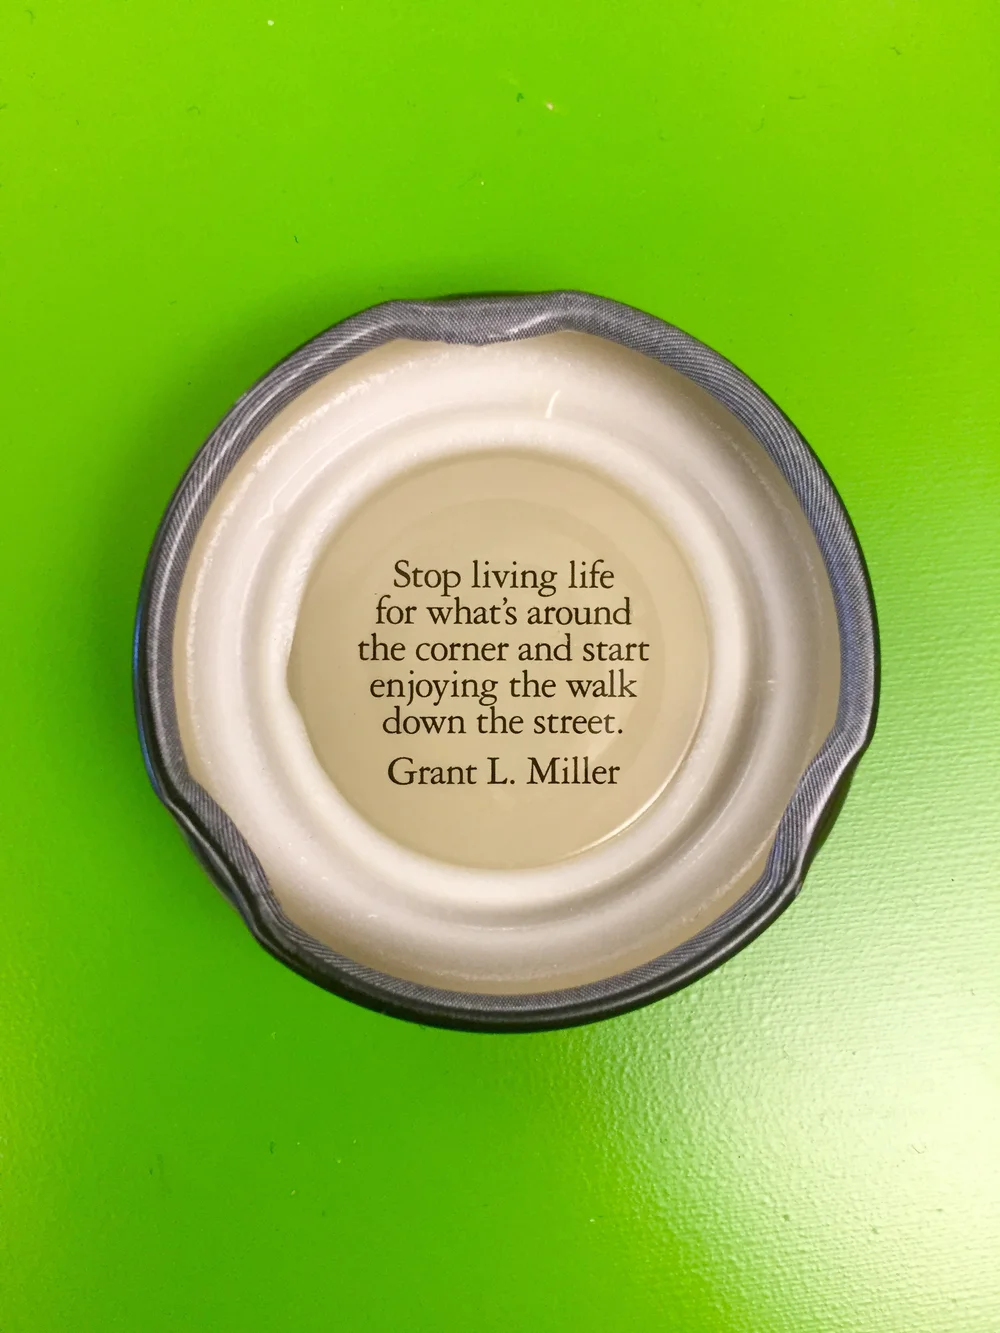 Stop living life
for what's around
the corner and start
enjoying the walk
down the street.
Grant L. Miller